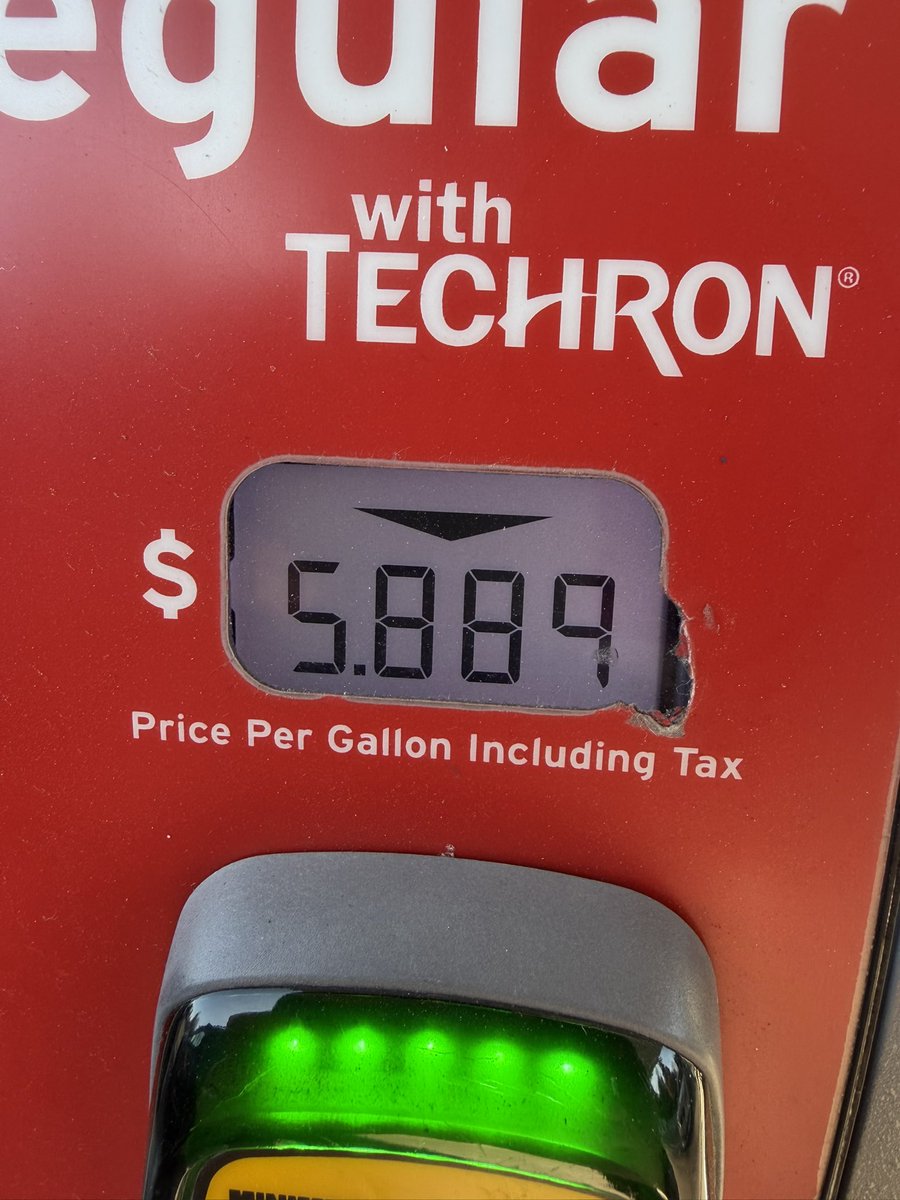 egular
with
TECHRON®
$ 5.889
Price Per Gallon Including Tax